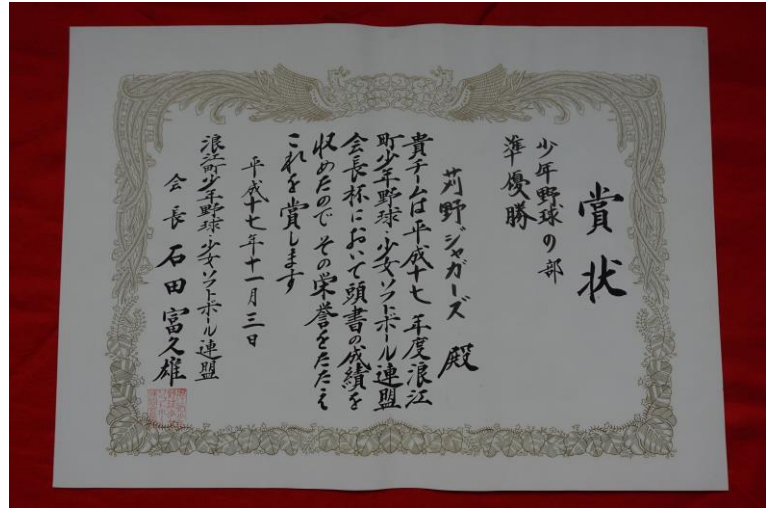 賞状
少年野球の部
準優勝
苅野ジャガーズ 殿
貴チームは平成十七年度浪江
町少年野球・少女ソフトボール連盟
会長杯において頭書の成績を
収めたので その栄誉をたたえ
これを賞します
平成十七年十一月三日
浪江町少年野球・少女ソフトボール連盟
会長 石田富久雄